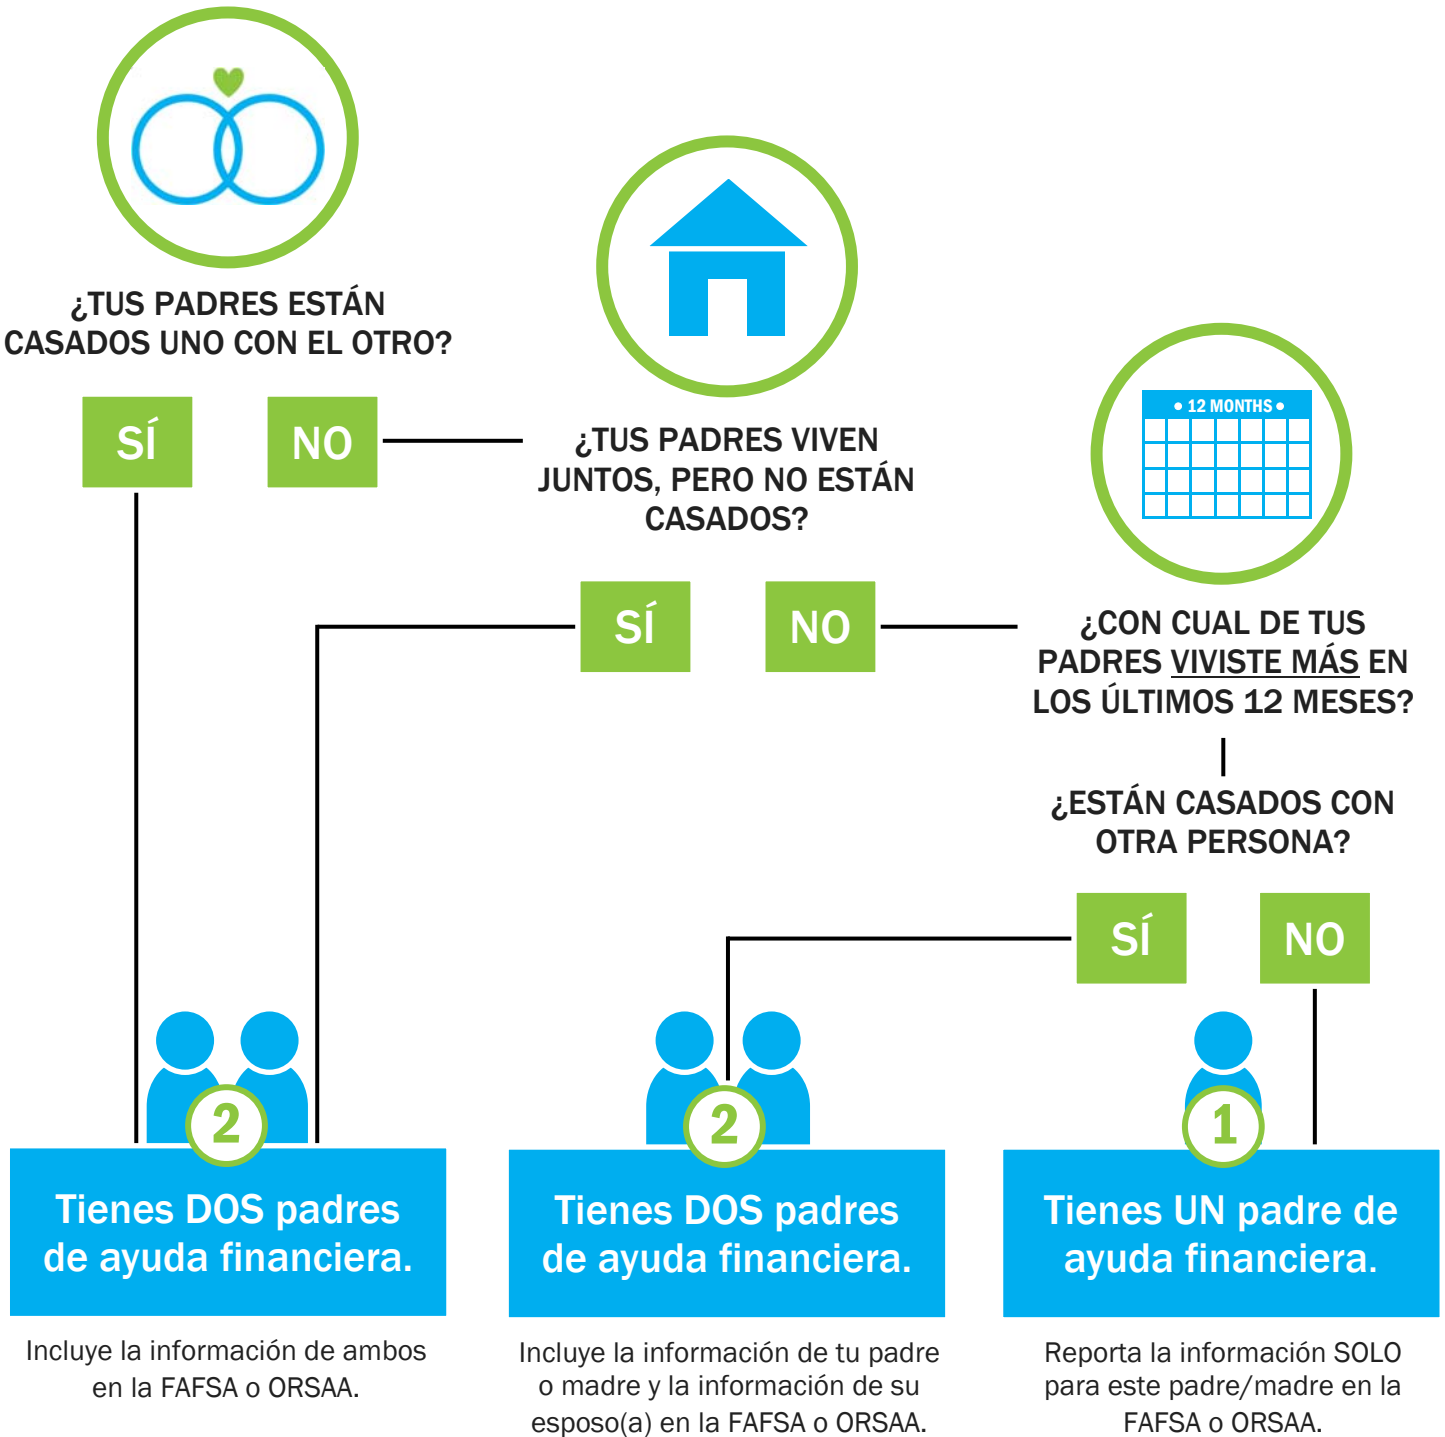 ¿TUS PADRES ESTÁN
CASADOS UNO CON EL OTRO?
SÍ
NO
¿TUS PADRES VIVEN
JUNTOS, PERO NO ESTÁN
CASADOS?
SÍ
NO
• 12 MONTHS •
¿CON CUAL DE TUS
PADRES VIVISTE MÁS EN
LOS ÚLTIMOS 12 MESES?
¿ESTÁN CASADOS CON
OTRA PERSONA?
SÍ
NO
2
Tienes DOS padres
de ayuda financiera.
Incluye la información de ambos
en la FAFSA o ORSAA.
2
Tienes DOS padres
de ayuda financiera.
Incluye la información de tu padre
o madre y la información de su
esposo(a) en la FAFSA o ORSAA.
1
Tienes UN padre de
ayuda financiera.
Reporta la información SOLO
para este padre/madre en la
FAFSA o ORSAA.